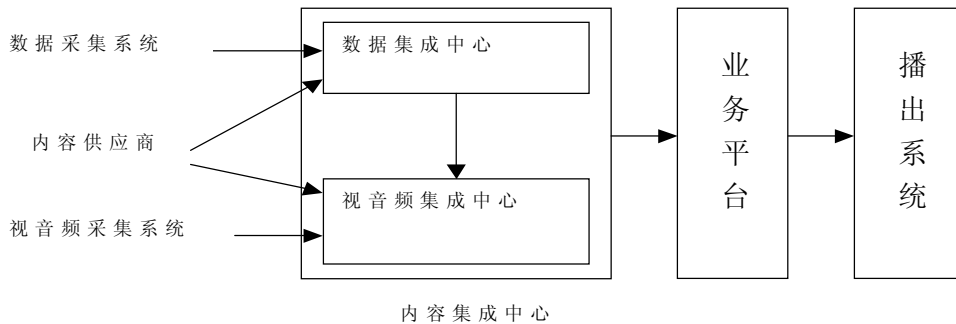 数据采集系统
数据集成中心
内容供应商
视音频集成中心
视音频采集系统
业务平台
播出系统
内容集成中心